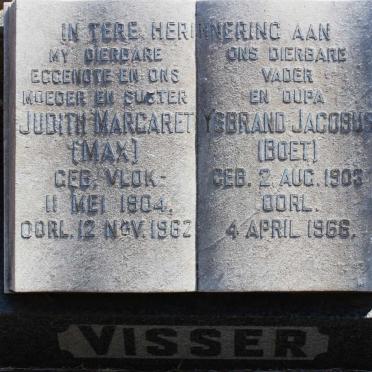 IN TERE HERINNERING AAN
MY DIERBARE
EGGENOTE EN ONS
MOEDER EN SUSTER
JUDITH MARGARET
(MAX)
GEB. VLOK-
11 MEI 1904.
OORL. 12 NOV. 1962
ONS DIERBARE
VADER
EN OUPA
YSBRAND JACOBUS
(BOET)
GEB. 2 AUG. 1903
OORL.
4 APRIL 1966.
VISSER